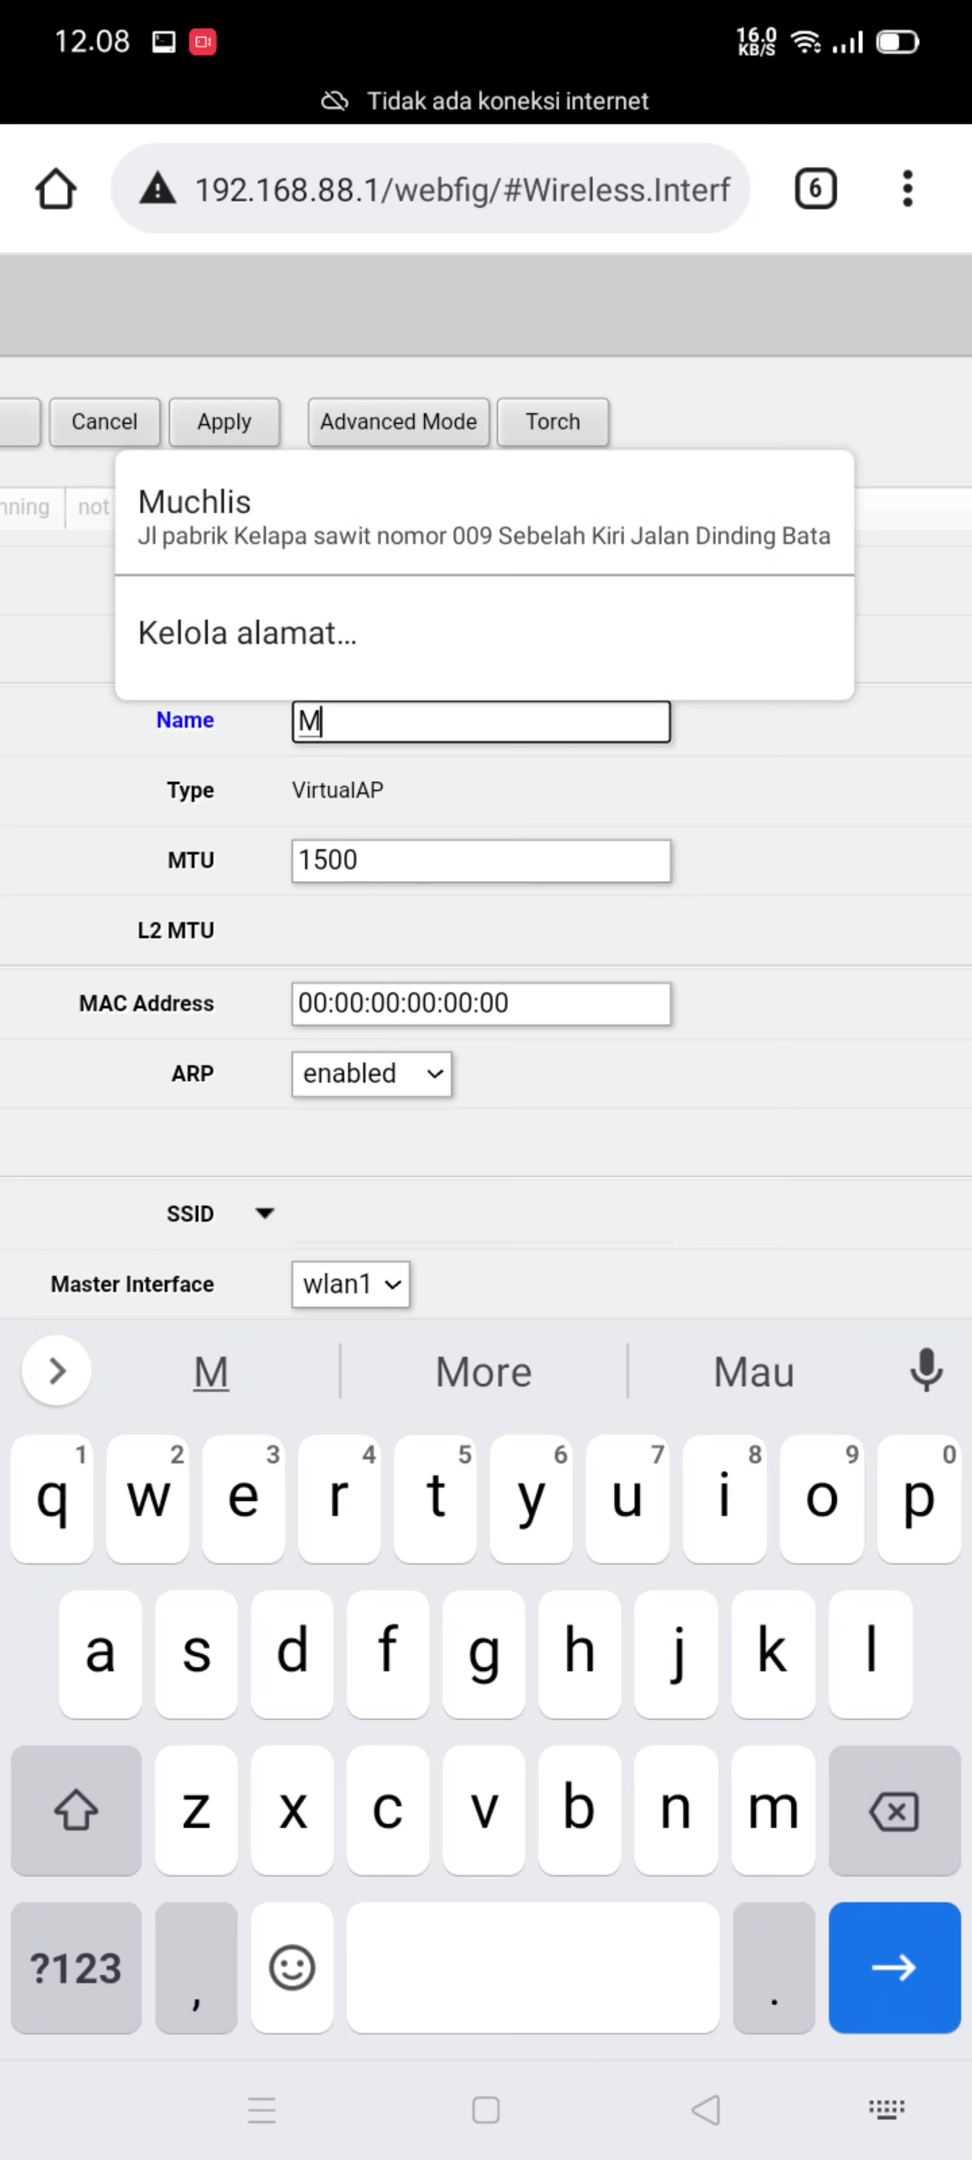 12.08
16.0
KB/S
Tidak ada koneksi internet
192.168.88.1/webfig/#Wireless.Interf
6
Cancel
Apply
Advanced Mode
Torch
nning
not
Muchlis
Jl pabrik Kelapa sawit nomor 009 Sebelah Kiri Jalan Dinding Bata
Kelola alamat...
Name
M
Type
VirtualAP
MTU
1500
L2 MTU
MAC Address
00:00:00:00:00:00
ARP
enabled
SSID
Master Interface
wlan1
M
More
Mau
1 2 3 4 5 6 7 8 9 0
q w e r t y u i o p
a s d f g h j k l
z x c v b n m
?123
,
.